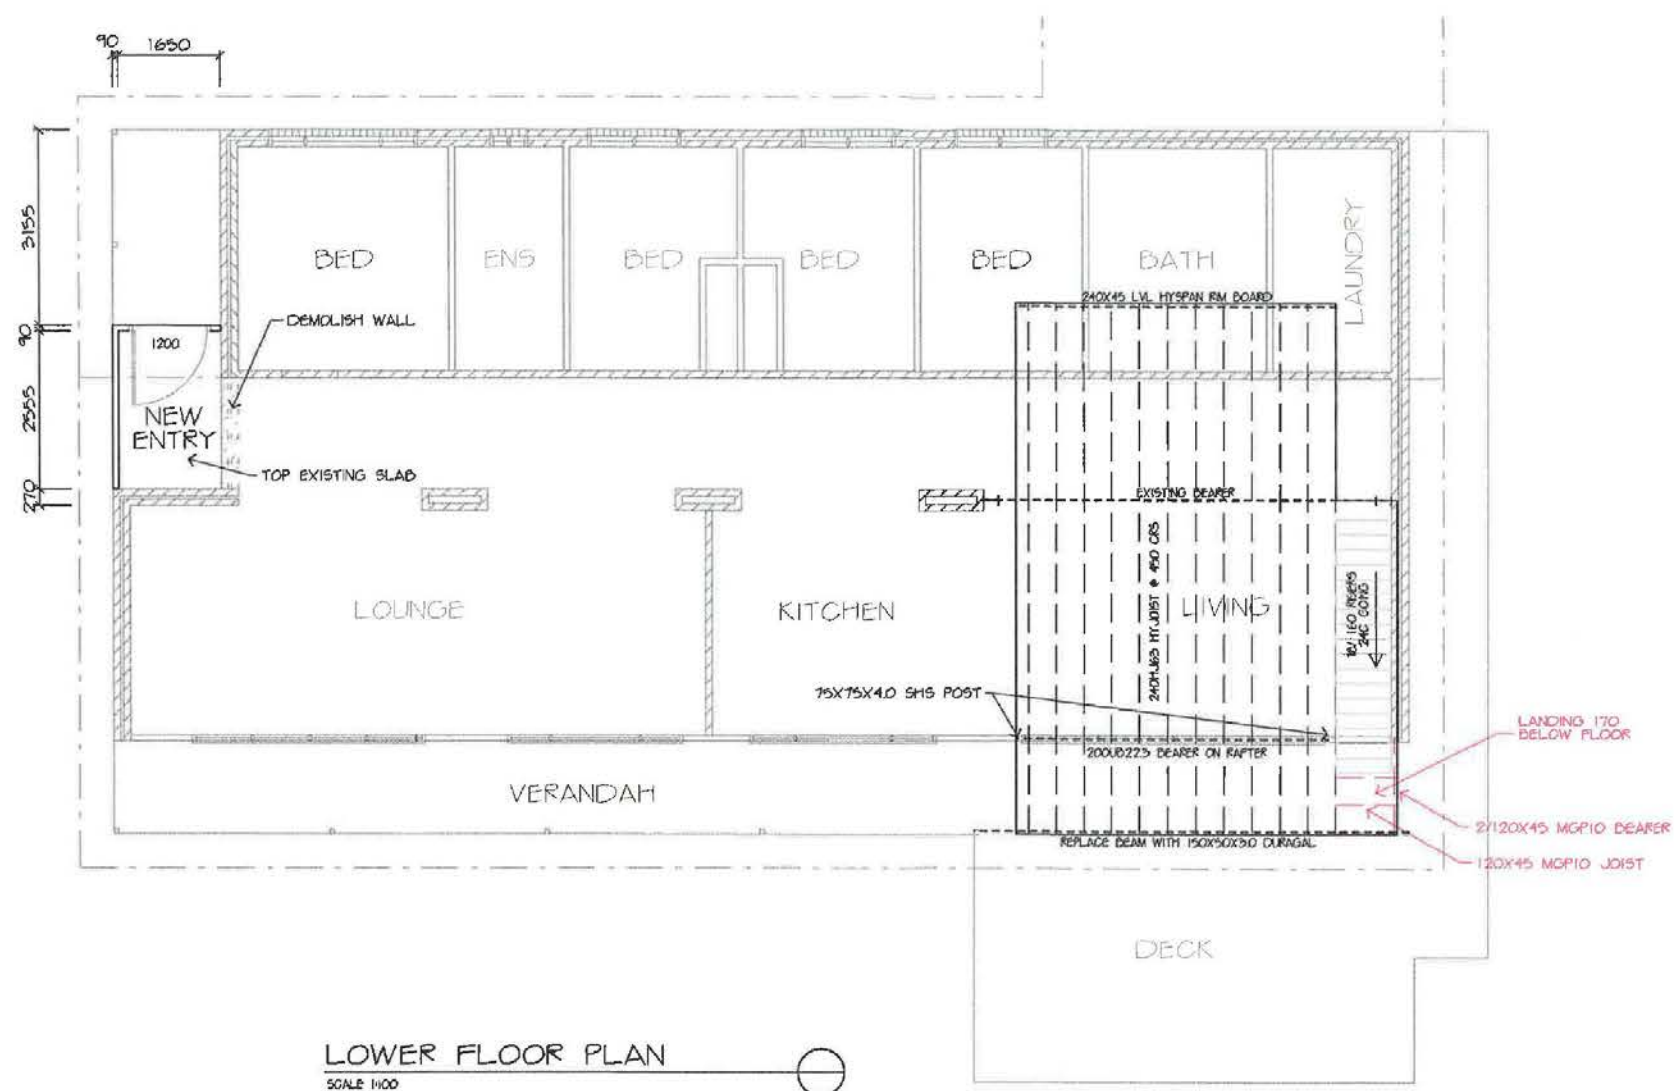 90 1650
3155
90
2555
270
BED
ENS
BED
BED
BED
BATH
LAUNDRY
240X45 LVL HYSPAN RIM BOARD
DEMOLISH WALL
1200
NEW
ENTRY
TOP EXISTING SLAB
EXISTING BEARER
240HJ63 HYJOIST @ 450 CRS
LOUNGE
KITCHEN
LIVING
RISERS
GOING
75X75X4.0 SHS POST
200UB22.3 BEARER ON RAFTER
LANDING 170
BELOW FLOOR
VERANDAH
2/120X45 MGP10 BEARER
REPLACE BEAM WITH 150X50X3.0 DURAGAL
120X45 MGP10 JOIST
DECK
LOWER FLOOR PLAN
SCALE 1:100